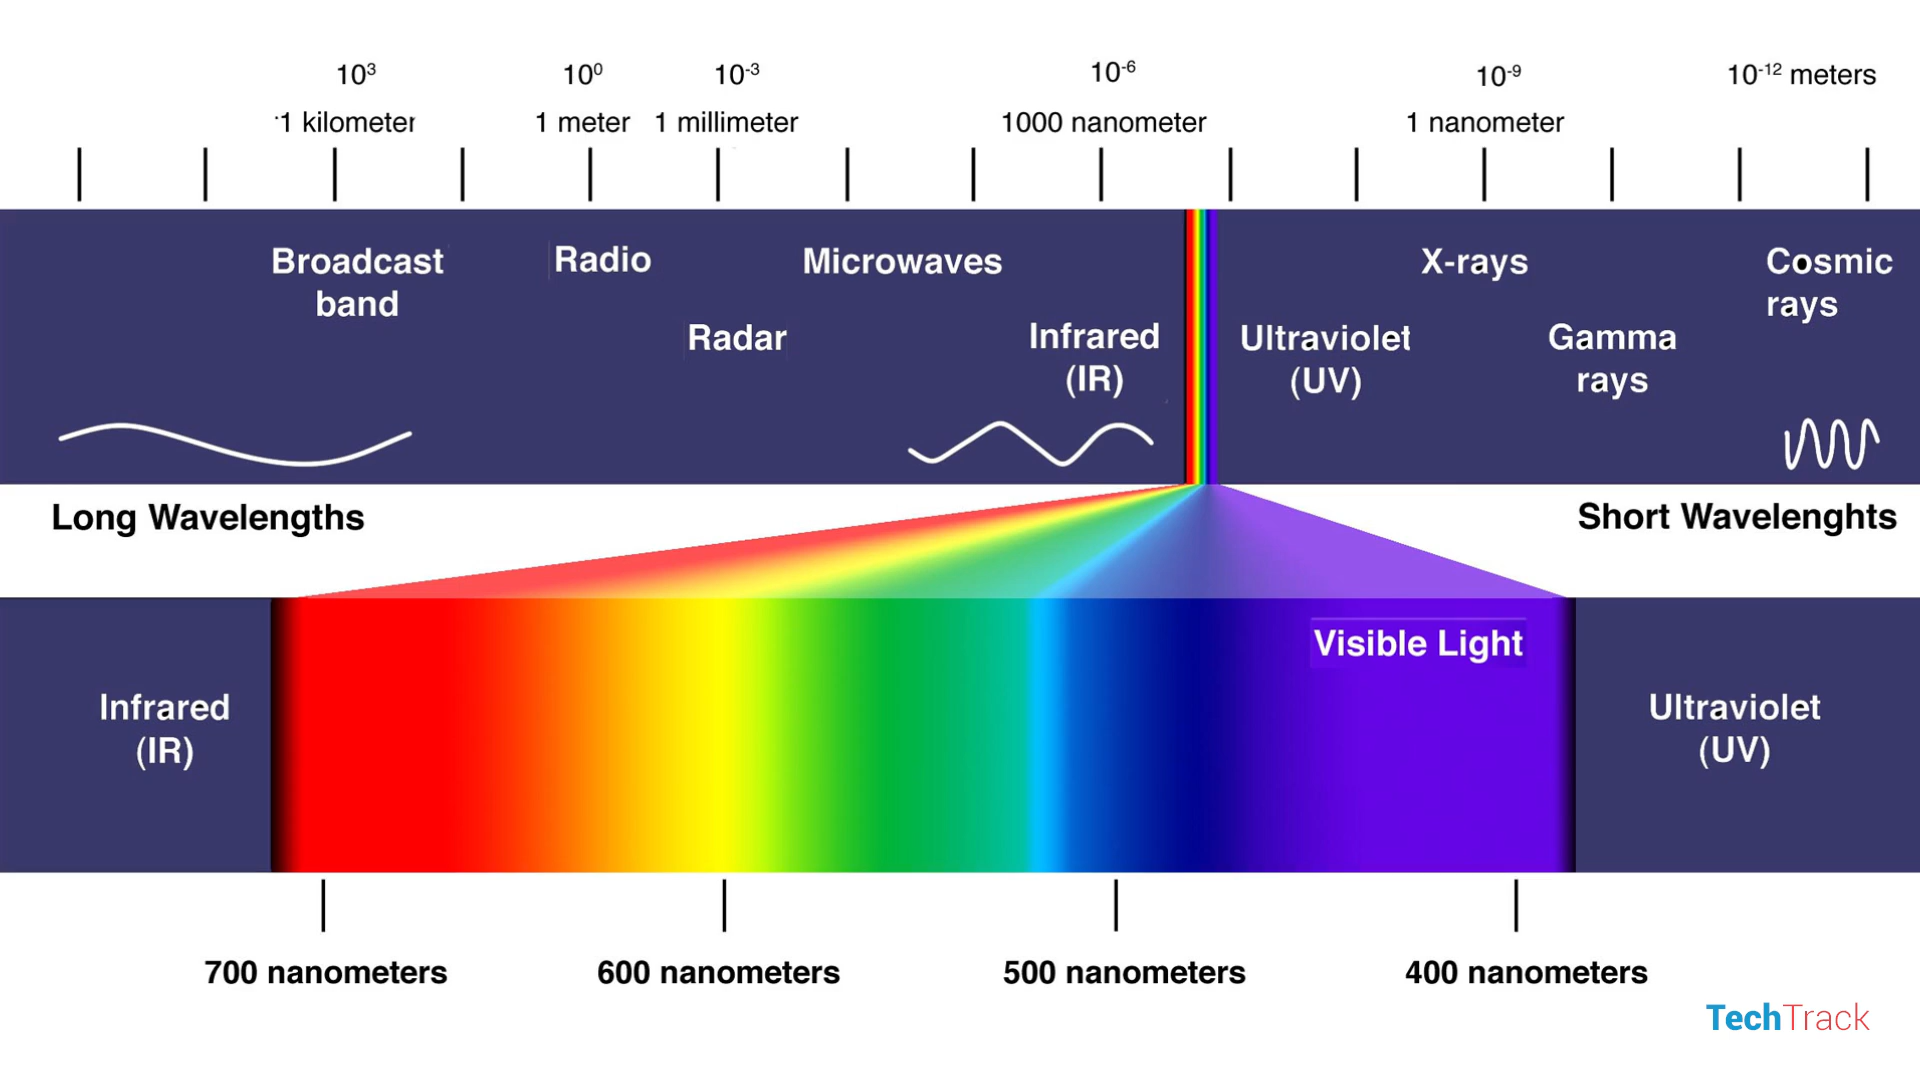 10³ 10⁰ 10⁻³ 10⁻⁶ 10⁻⁹ 10⁻¹² meters
1 kilometer 1 meter 1 millimeter 1000 nanometer 1 nanometer
Broadcast
band
Radio
Radar
Microwaves
Infrared
(IR)
Ultraviolet
(UV)
X-rays
Gamma
rays
Cosmic
rays
Long Wavelengths
Short Wavelenghts
Visible Light
Infrared
(IR)
Ultraviolet
(UV)
700 nanometers 600 nanometers 500 nanometers 400 nanometers
TechTrack